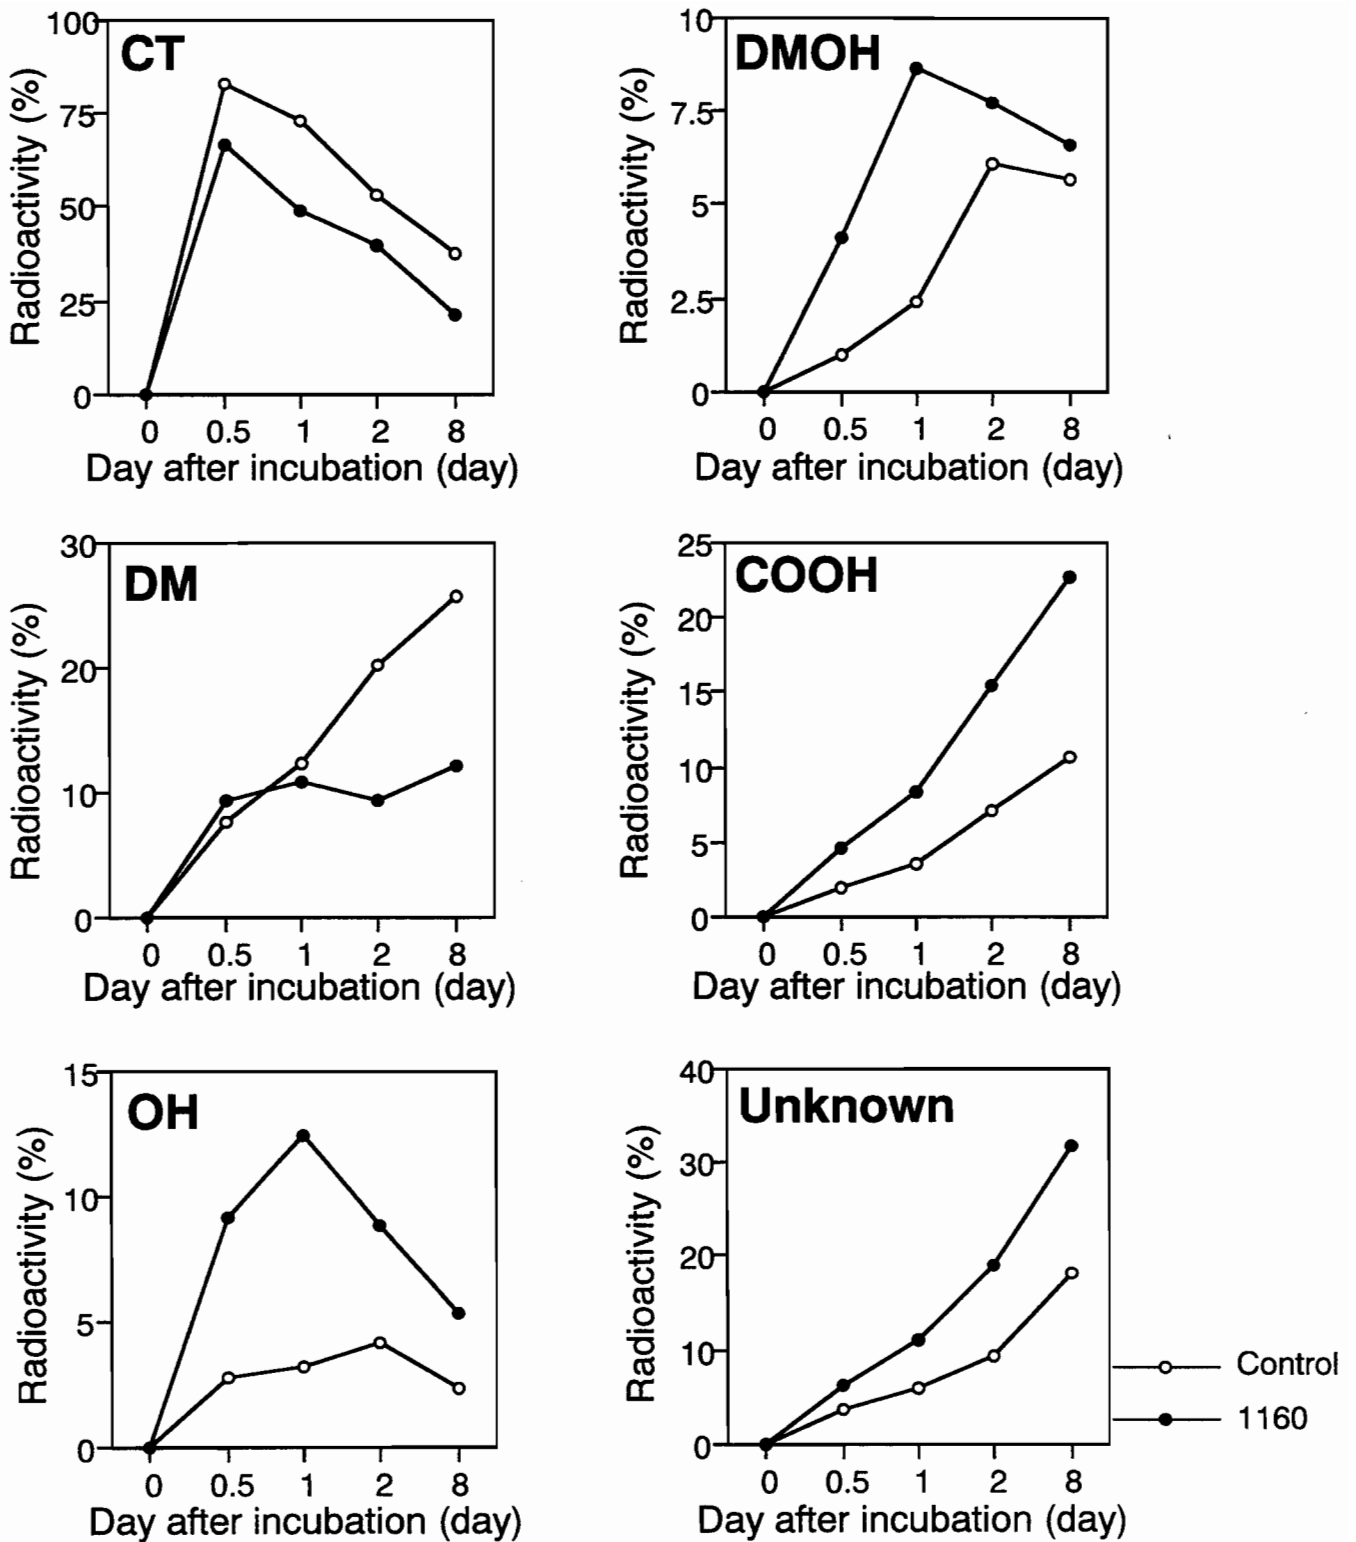 CT
Radioactivity (%)
100
75
50
25
0
0 0.5 1 2 8
Day after incubation (day)
DMOH
Radioactivity (%)
10
7.5
5
2.5
0
0 0.5 1 2 8
Day after incubation (day)
DM
Radioactivity (%)
30
20
10
0
0 0.5 1 2 8
Day after incubation (day)
COOH
Radioactivity (%)
25
20
15
10
5
0
0 0.5 1 2 8
Day after incubation (day)
OH
Radioactivity (%)
15
10
5
0
0 0.5 1 2 8
Day after incubation (day)
Unknown
Radioactivity (%)
40
30
20
10
0
0 0.5 1 2 8
Day after incubation (day)
Control
1160